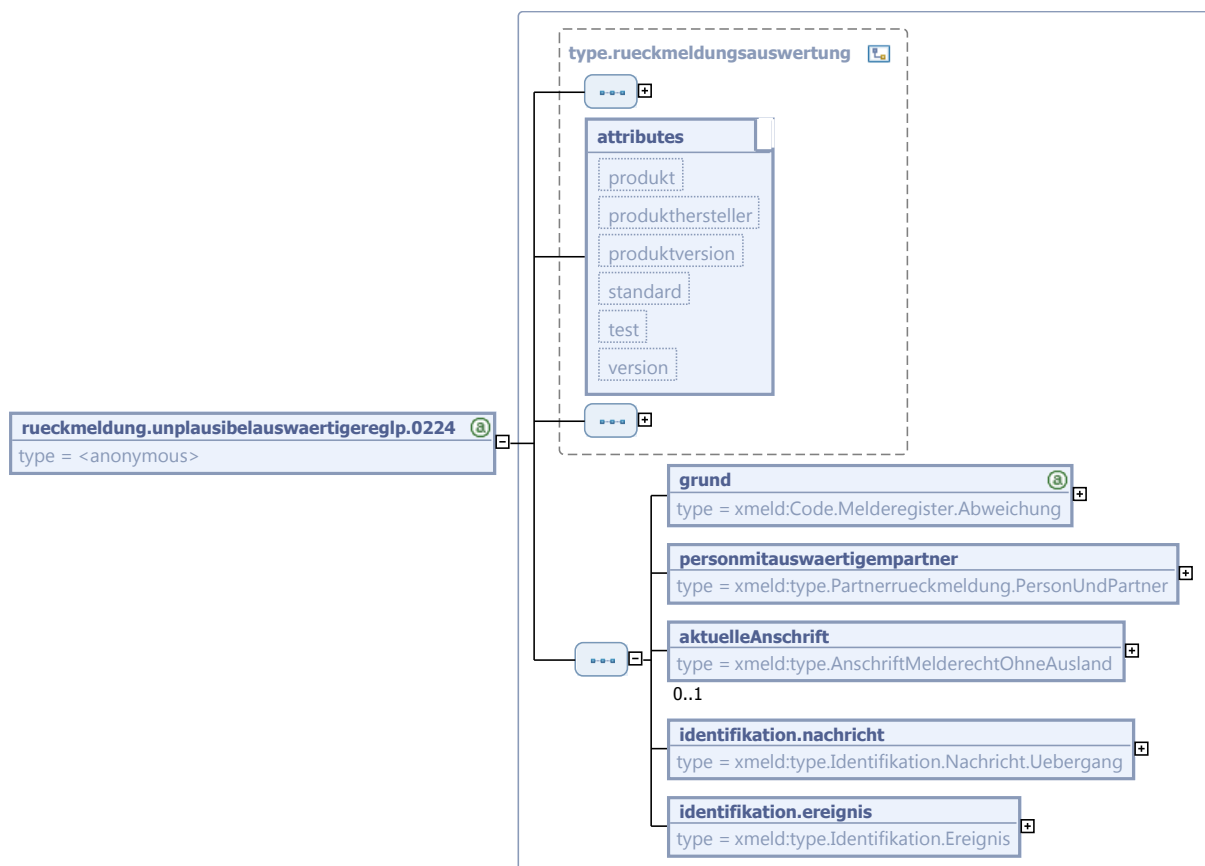 type.rueckmeldungsauswertung
attributes
produkt
produkthersteller
produktversion
standard
test
version
rueckmeldung.unplausibelauswaertigereglp.0224 a
type = <anonymous>
grund a
type = xmeld:Code.Melderegister.Abweichung
personmitauswaertigempartner
type = xmeld:type.Partnerrueckmeldung.PersonUndPartner
aktuelleAnschrift
type = xmeld:type.AnschriftMelderechtOhneAusland
0..1
identifikation.nachricht
type = xmeld:type.Identifikation.Nachricht.Uebergang
identifikation.ereignis
type = xmeld:type.Identifikation.Ereignis